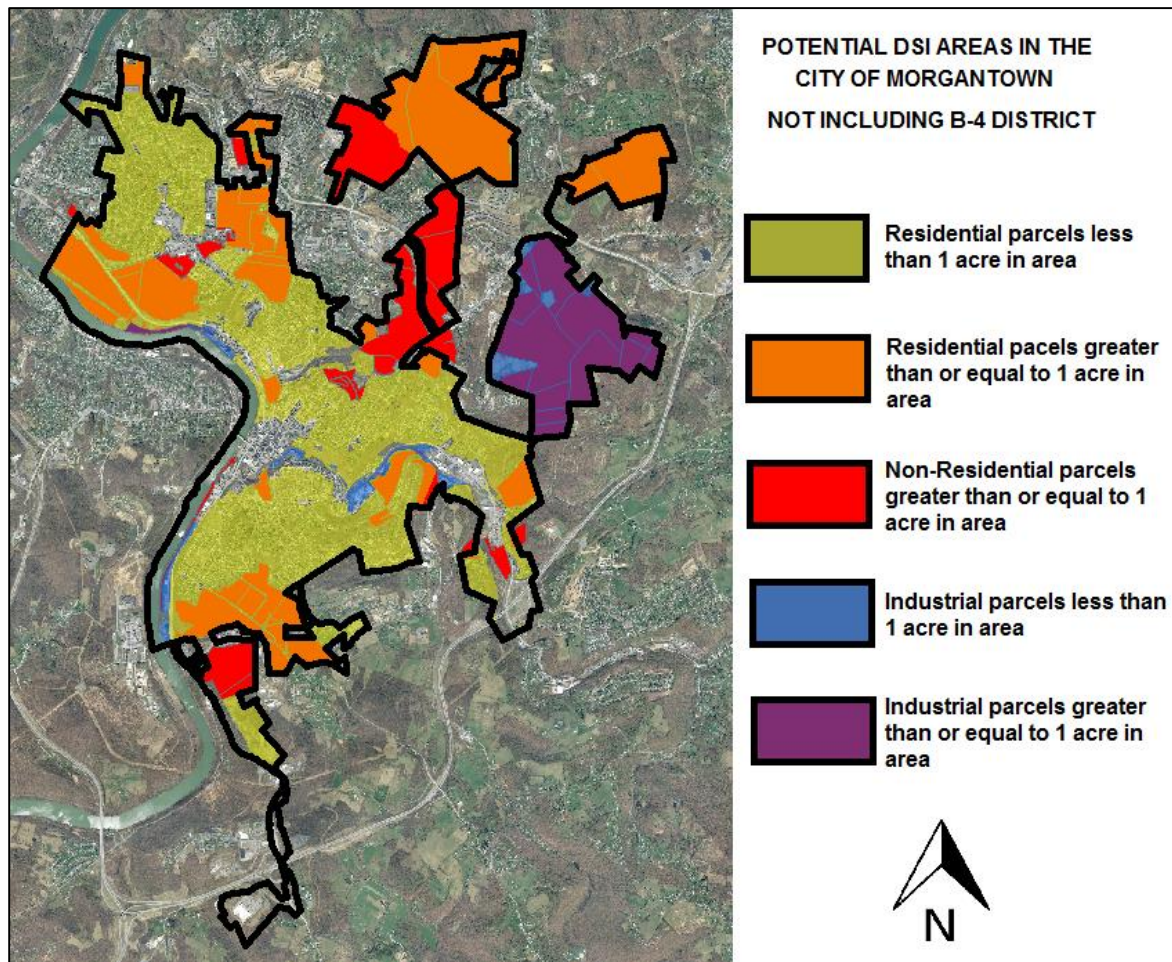 POTENTIAL DSI AREAS IN THE
CITY OF MORGANTOWN
NOT INCLUDING B-4 DISTRICT
Residential parcels less
than 1 acre in area
Residential pacels greater
than or equal to 1 acre in
area
Non-Residential parcels
greater than or equal to 1
acre in area
Industrial parcels less than
1 acre in area
Industrial parcels greater
than or equal to 1 acre in
area
N